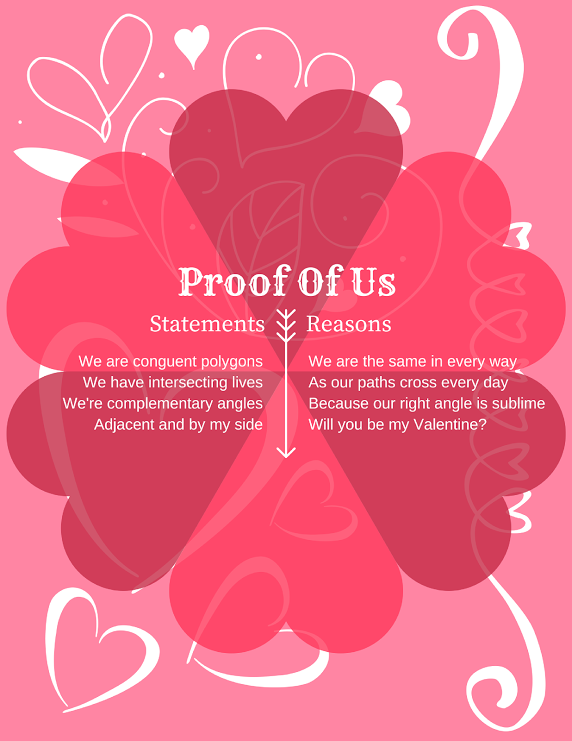 Proof Of Us
Statements Reasons
We are conguent polygons We are the same in every way
We have intersecting lives As our paths cross every day
We're complementary angles Because our right angle is sublime
Adjacent and by my side Will you be my Valentine?